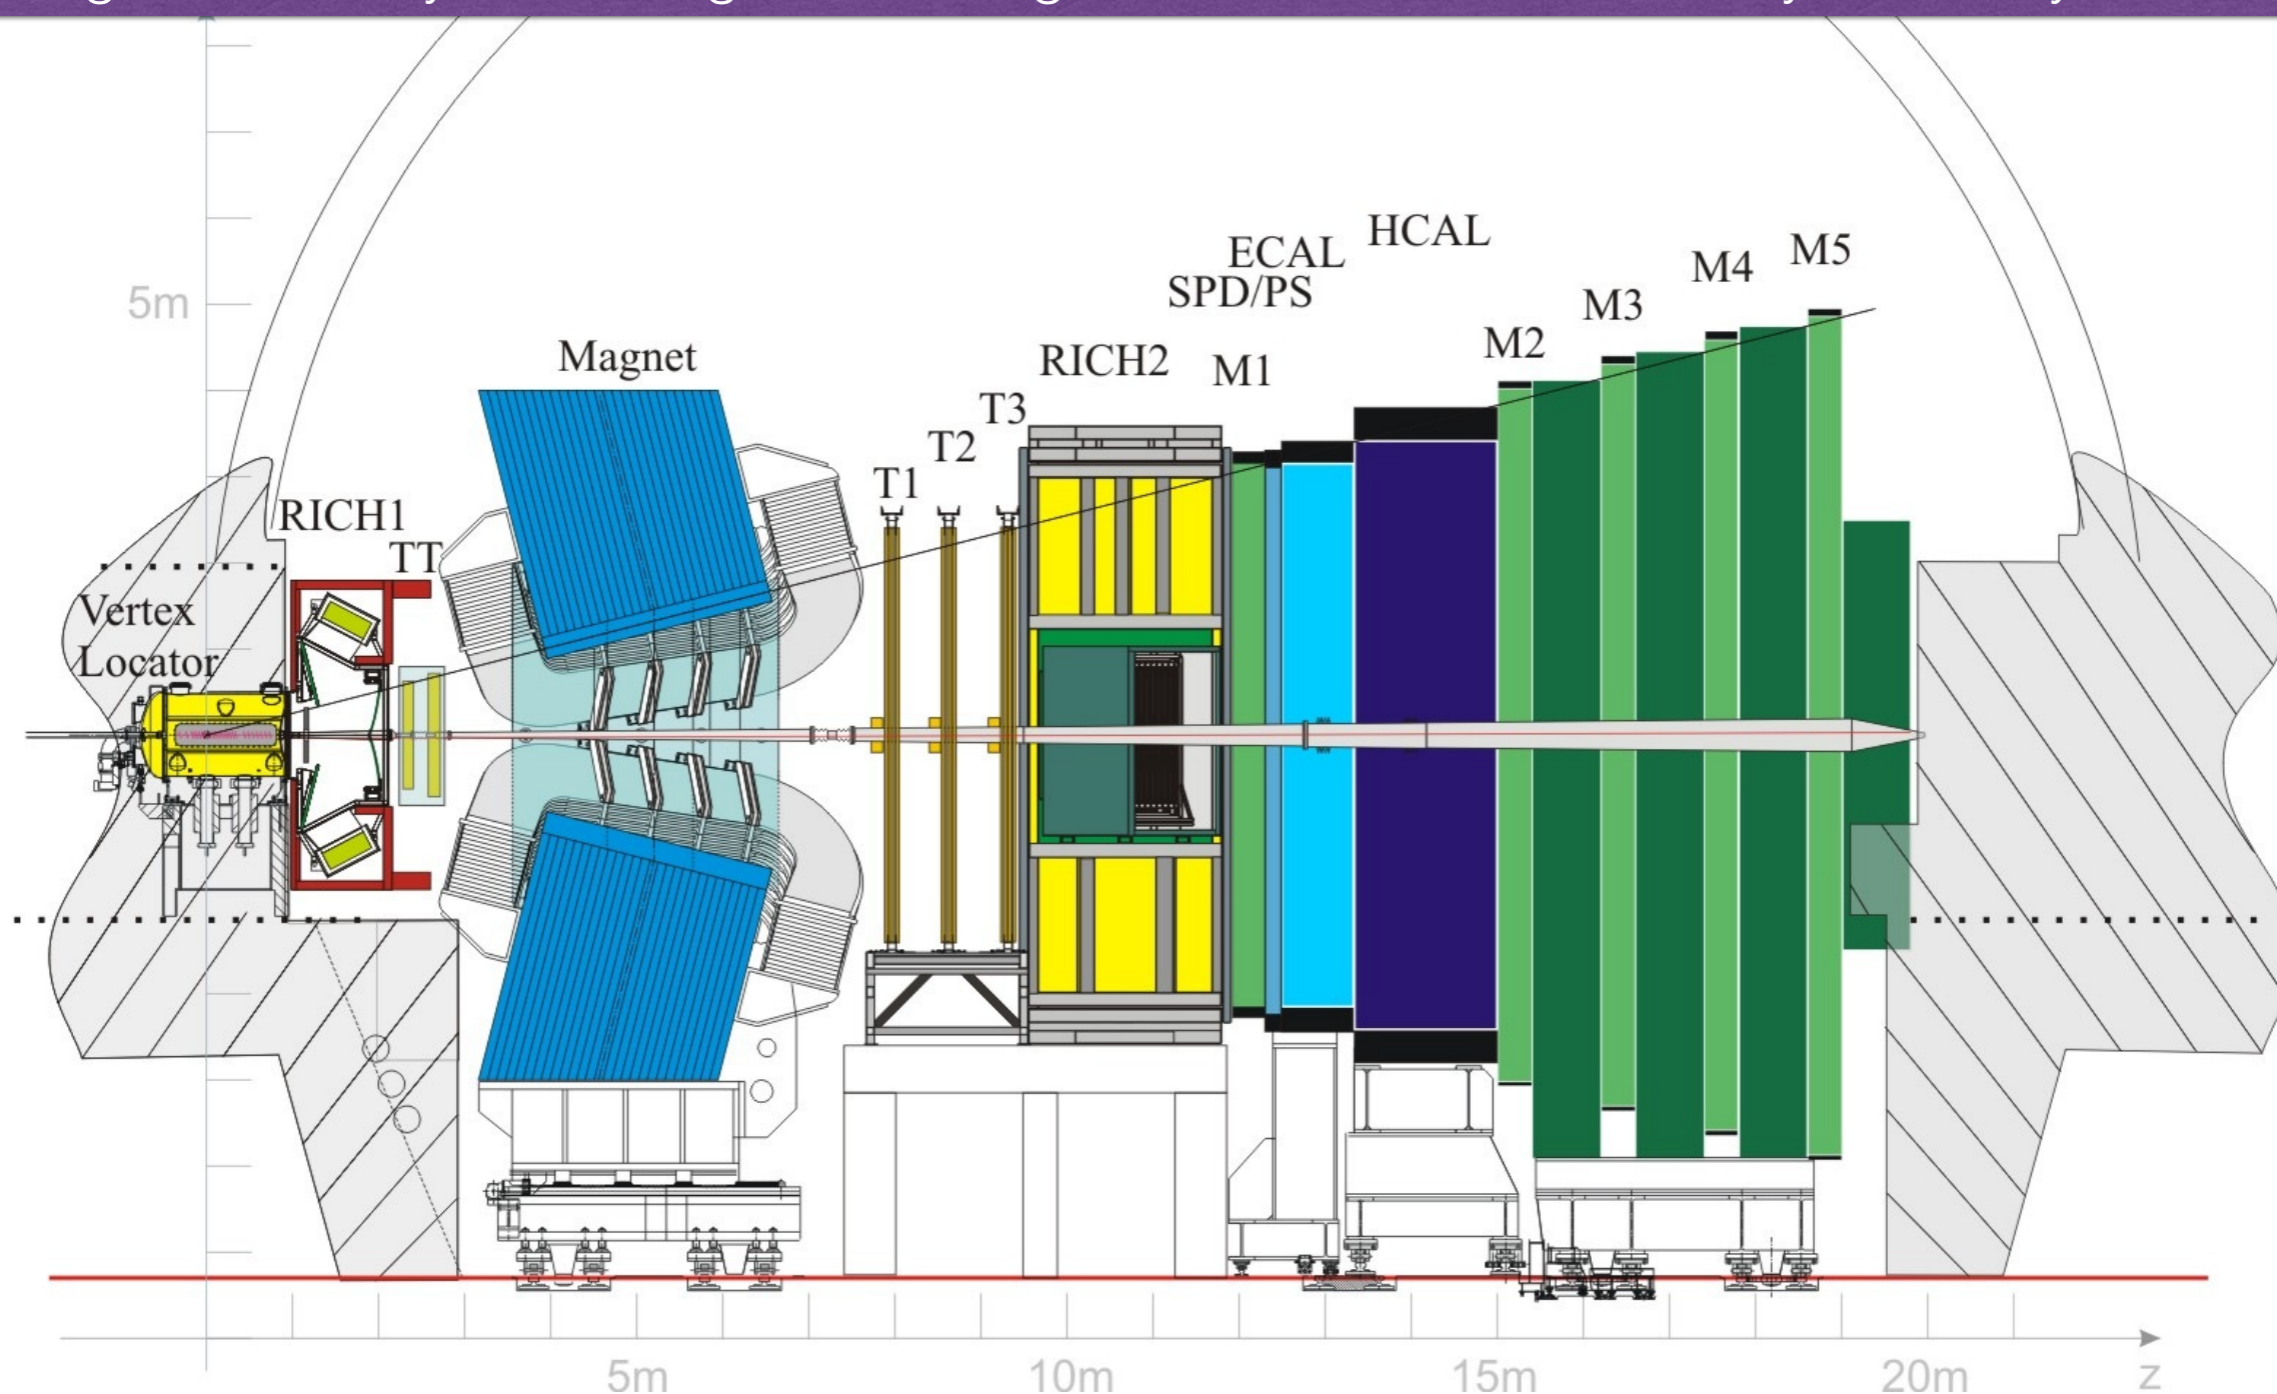 5m
HCAL
ECAL
SPD/PS
M5
M4
M3
M2
RICH2
M1
Magnet
T3
T2
T1
RICH1
TT
Vertex
Locator
5m
10m
15m
20m
z